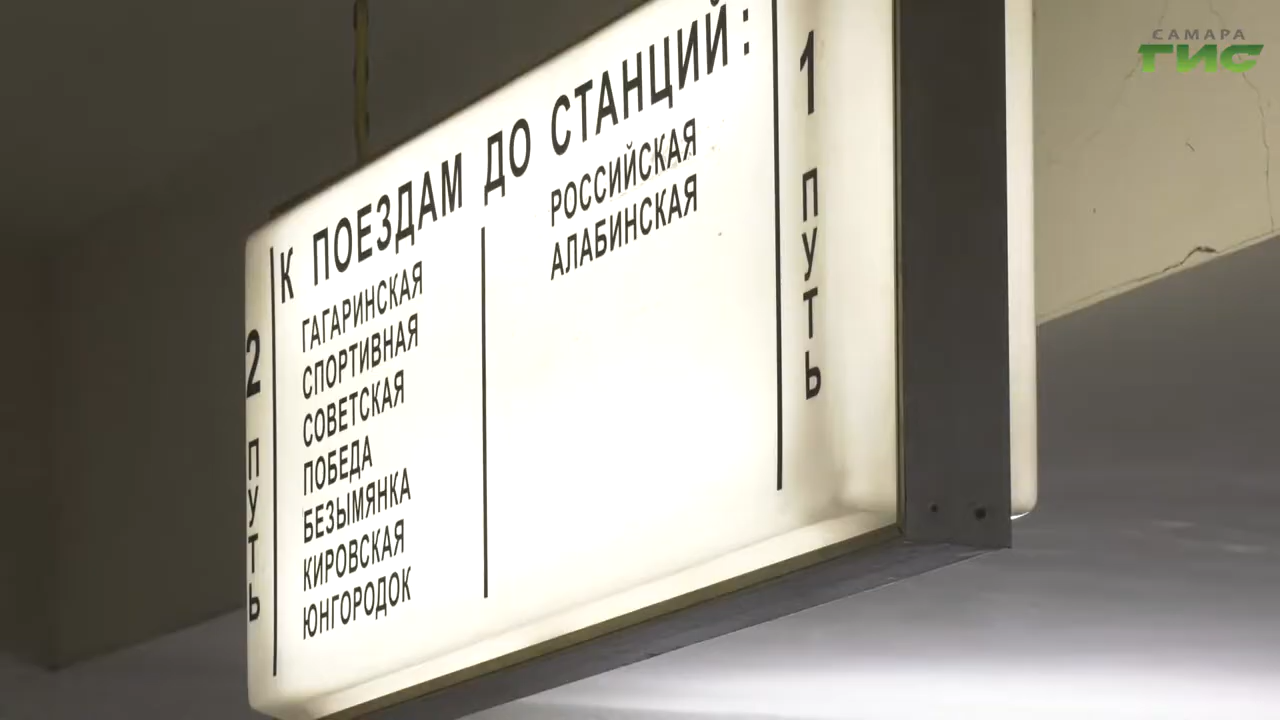 САМАРА
ГИС
К ПОЕЗДАМ ДО СТАНЦИЙ:
2 ПУТЬ
ГАГАРИНСКАЯ
СПОРТИВНАЯ
СОВЕТСКАЯ
ПОБЕДА
БЕЗЫМЯНКА
КИРОВСКАЯ
ЮНГОРОДОК
РОССИЙСКАЯ
АЛАБИНСКАЯ
1 ПУТЬ